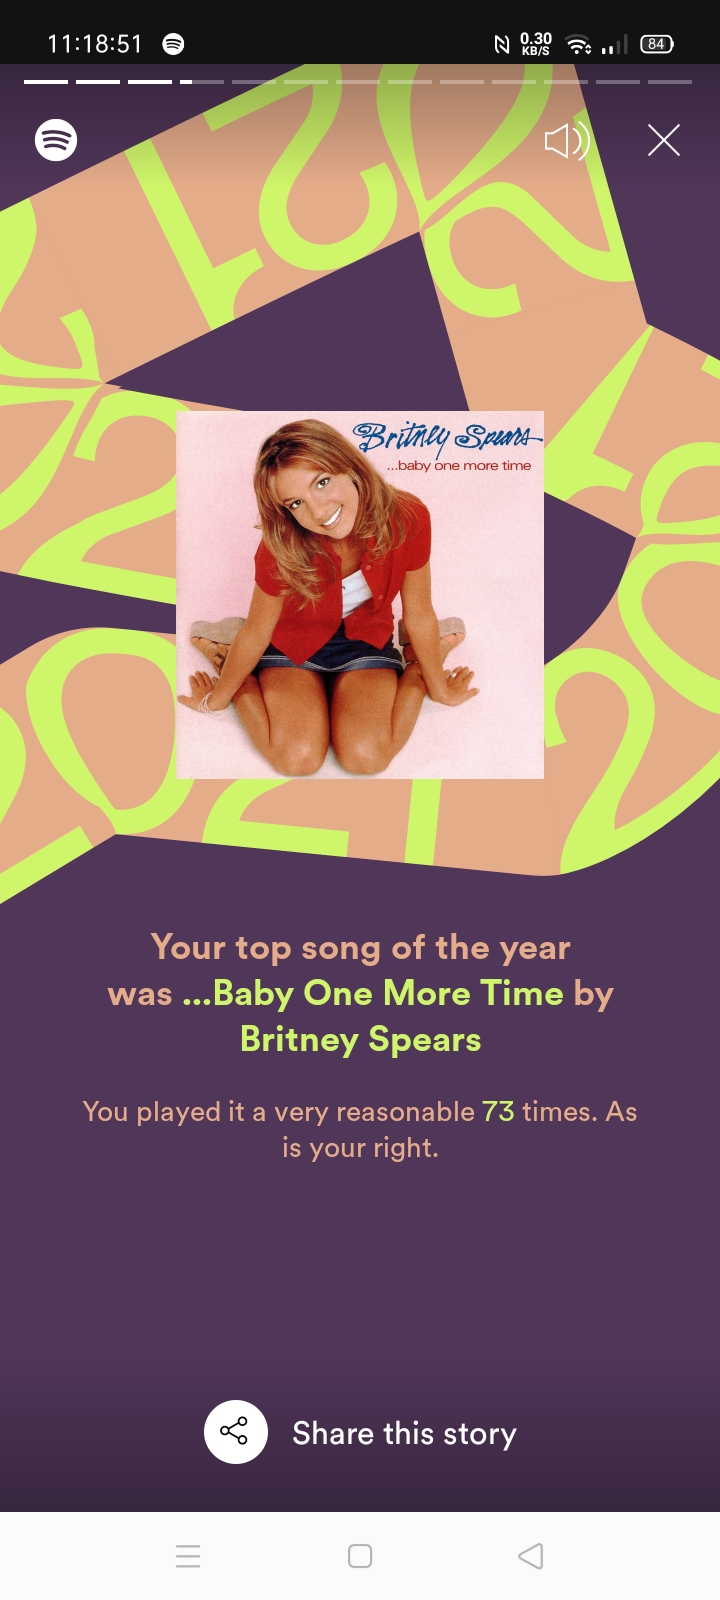 11:18:51
0.30
KB/S
84
2021
Britney Spears
...baby one more time
Your top song of the year
was ...Baby One More Time by
Britney Spears
You played it a very reasonable 73 times. As
is your right.
Share this story